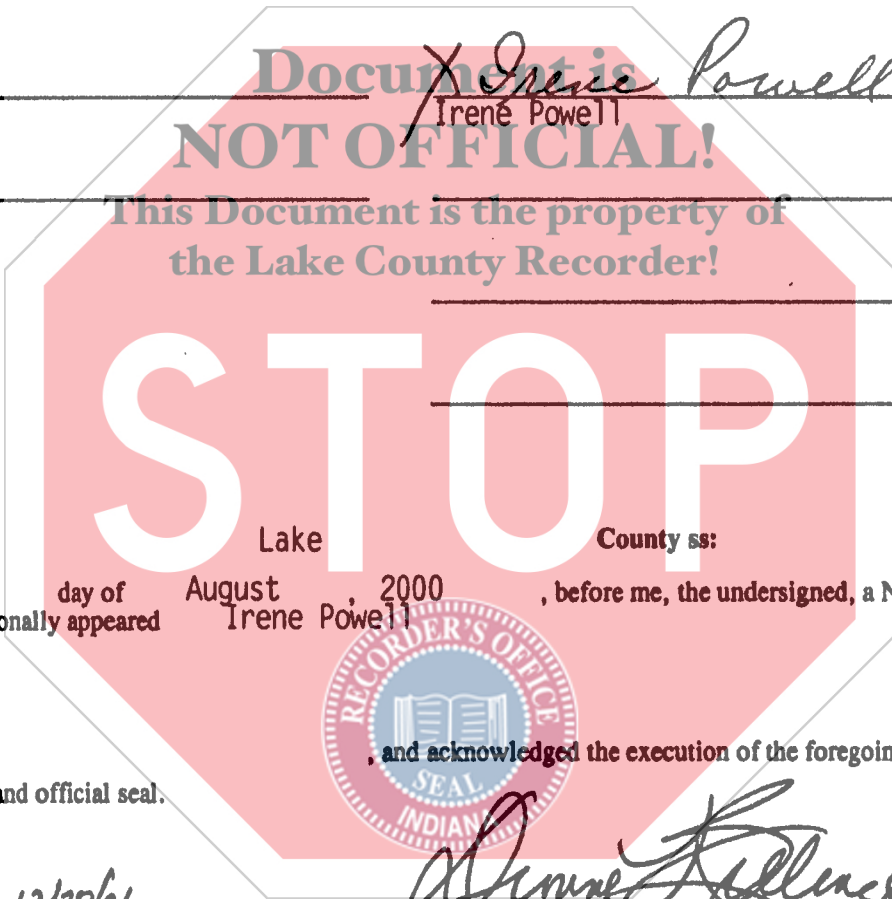 Document is
X Irene Powell
Irene Powell
NOT OFFICIAL!
This Document is the property of
the Lake County Recorder!
STOP
Lake County ss:
day of August , 2000 , before me, the undersigned, a N
onally appeared Irene Powell
RECORDER'S OFFICE
, and acknowledged the execution of the foregoin
SEAL
nd official seal.
INDIANA